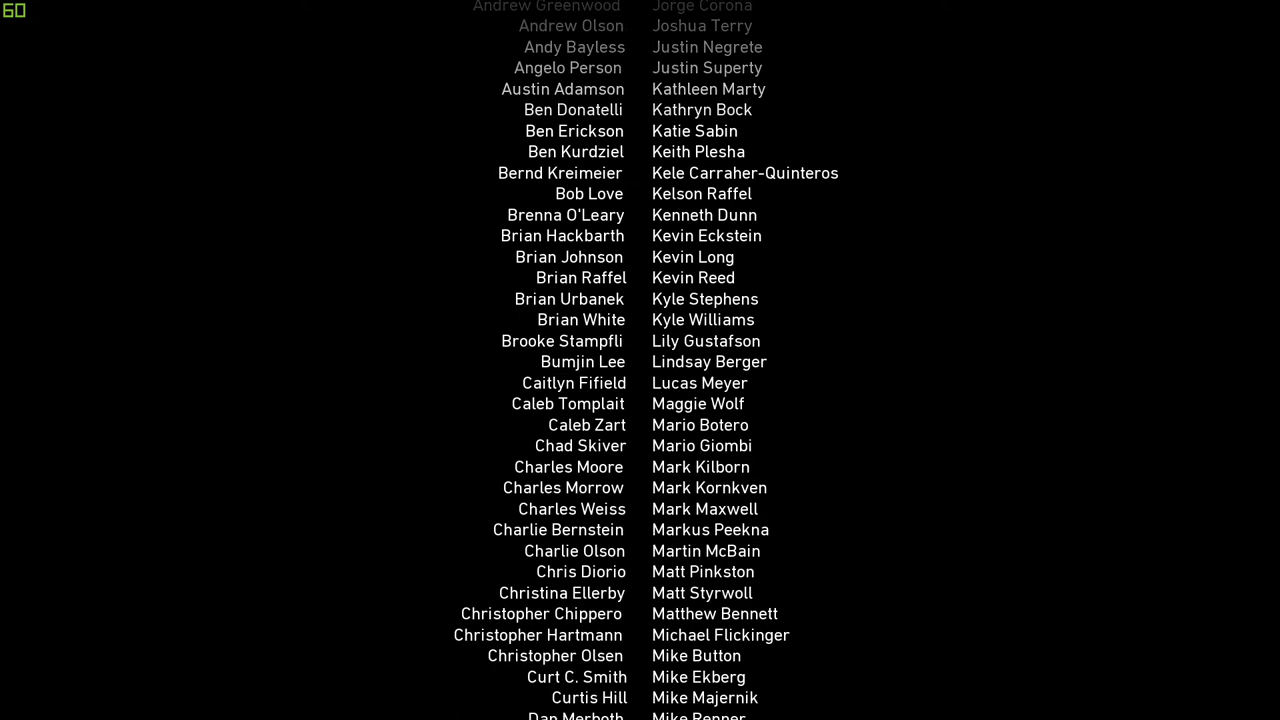 60
Andrew Greenwood Jorge Corona
Andrew Olson Joshua Terry
Andy Bayless Justin Negrete
Angelo Person Justin Superty
Austin Adamson Kathleen Marty
Ben Donatelli Kathryn Bock
Ben Erickson Katie Sabin
Ben Kurdziel Keith Plesha
Bernd Kreimeier Kele Carraher-Quinteros
Bob Love Kelson Raffel
Brenna O'Leary Kenneth Dunn
Brian Hackbarth Kevin Eckstein
Brian Johnson Kevin Long
Brian Raffel Kevin Reed
Brian Urbanek Kyle Stephens
Brian White Kyle Williams
Brooke Stampfli Lily Gustafson
Bumjin Lee Lindsay Berger
Caitlyn Fifield Lucas Meyer
Caleb Tomplait Maggie Wolf
Caleb Zart Mario Botero
Chad Skiver Mario Giombi
Charles Moore Mark Kilborn
Charles Morrow Mark Kornkven
Charles Weiss Mark Maxwell
Charlie Bernstein Markus Peekna
Charlie Olson Martin McBain
Chris Diorio Matt Pinkston
Christina Ellerby Matt Styrwoll
Christopher Chippero Matthew Bennett
Christopher Hartmann Michael Flickinger
Christopher Olsen Mike Button
Curt C. Smith Mike Ekberg
Curtis Hill Mike Majernik
Dan Merboth Mike Renner